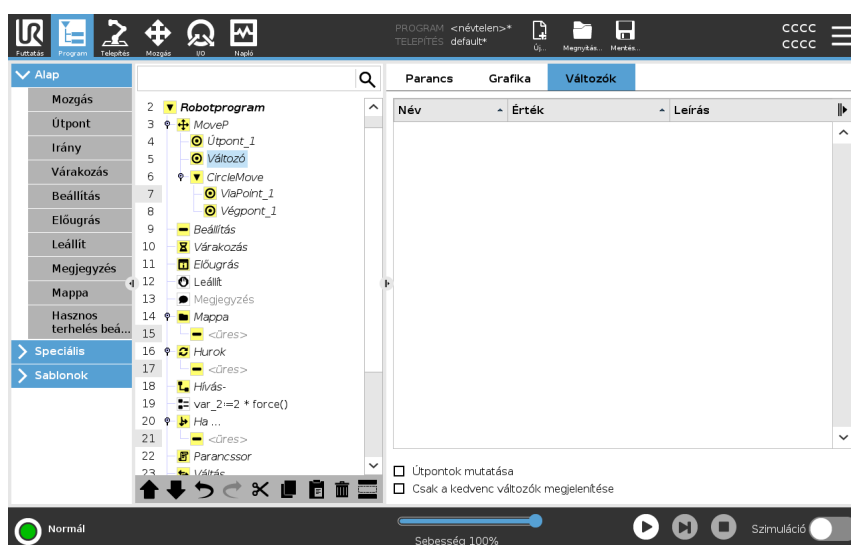 Futtatás
Program
Telepítés
Mozgás
I/O
Napló
PROGRAM <névtelen>*
TELEPÍTÉS default*
Új...
Megnyitás...
Mentés...
CCCC
CCCC
Alap
Mozgás
Útpont
Irány
Várakozás
Beállítás
Előugrás
Leállít
Megjegyzés
Mappa
Hasznos
terhelés beá...
Speciális
Sablonok
2 Robotprogram
3 MoveP
4 Útpont_1
5 Változó
6 CircleMove
7 ViaPoint_1
8 Végpont_1
9 Beállítás
10 Várakozás
11 Előugrás
12 Leállít
13 Megjegyzés
14 Mappa
15 <üres>
16 Hurok
17 <üres>
18 Hívás-
19 var_2:=2 * force()
20 Ha ...
21 <üres>
22 Parancssor
23 Váltás
Parancs
Grafika
Változók
Név
Érték
Leírás
Útpontok mutatása
Csak a kedvenc változók megjelenítése
Normál
Sebesség 100%
Szimuláció